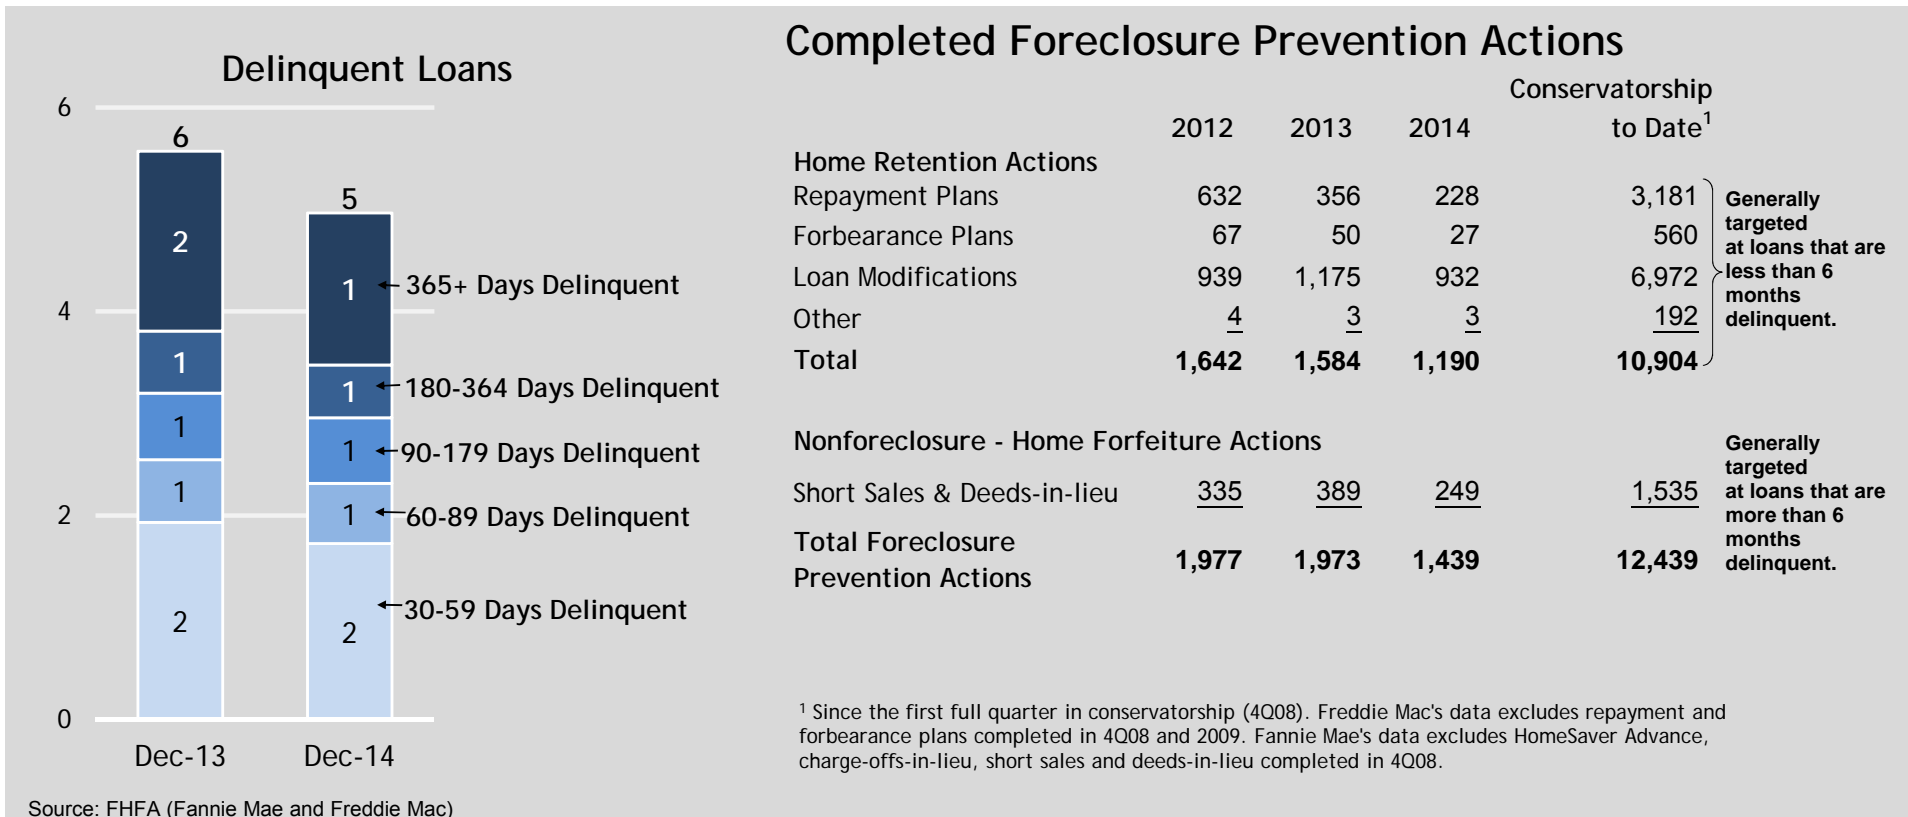 Delinquent Loans
6
4
2
0
6
2
1
1
1
2
5
1
1
1
1
2
365+ Days Delinquent
180-364 Days Delinquent
90-179 Days Delinquent
60-89 Days Delinquent
30-59 Days Delinquent
Dec-13 Dec-14
Source: FHFA (Fannie Mae and Freddie Mac)
Completed Foreclosure Prevention Actions
Conservatorship
2012 2013 2014 to Date¹
Home Retention Actions
Repayment Plans 632 356 228 3,181
Forbearance Plans 67 50 27 560
Loan Modifications 939 1,175 932 6,972
Other 4 3 3 192
Total 1,642 1,584 1,190 10,904
Generally
targeted
at loans that are
less than 6
months
delinquent.
Nonforeclosure - Home Forfeiture Actions
Short Sales & Deeds-in-lieu 335 389 249 1,535
Total Foreclosure
Prevention Actions 1,977 1,973 1,439 12,439
Generally
targeted
at loans that are
more than 6
months
delinquent.
¹ Since the first full quarter in conservatorship (4Q08). Freddie Mac's data excludes repayment and
forbearance plans completed in 4Q08 and 2009. Fannie Mae's data excludes HomeSaver Advance,
charge-offs-in-lieu, short sales and deeds-in-lieu completed in 4Q08.